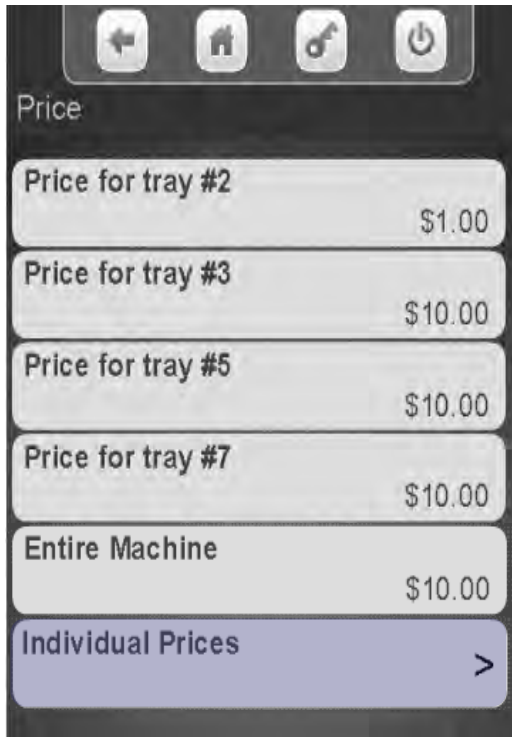 Price
Price for tray #2
$1.00
Price for tray #3
$10.00
Price for tray #5
$10.00
Price for tray #7
$10.00
Entire Machine
$10.00
Individual Prices
>